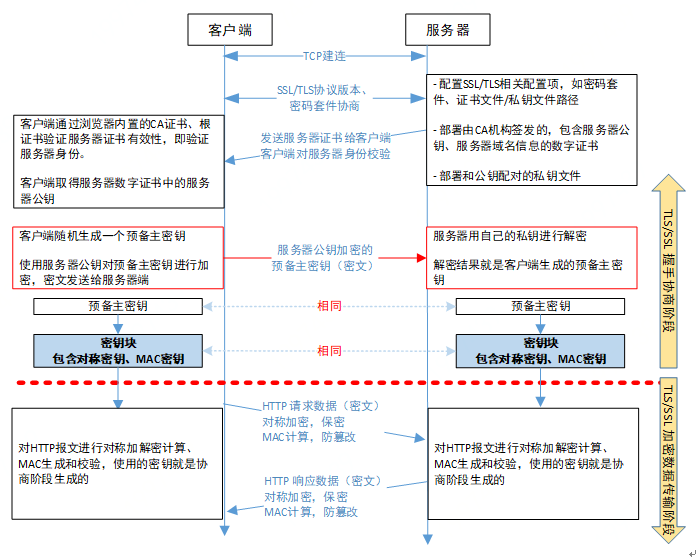 客户端
服务器
TCP建连
SSL/TLS协议版本、
密码套件协商
- 配置SSL/TLS相关配置项，如密码套
件、证书文件/私钥文件路径
- 部署由CA机构签发的，包含服务器公
钥、服务器域名信息的数字证书
- 部署和公钥配对的私钥文件
客户端通过浏览器内置的CA证书、根
证书验证服务器证书有效性，即验证
服务器身份。
客户端取得服务器数字证书中的服务
器公钥
发送服务器证书给客户端
客户端对服务器身份校验
客户端随机生成一个预备主密钥
使用服务器公钥对预备主密钥进行加
密，密文发送给服务器端
服务器公钥加密的
预备主密钥（密文）
服务器用自己的私钥进行解密
解密结果就是客户端生成的预备主密
钥
预备主密钥
相同
预备主密钥
密钥块
包含对称密钥、MAC密钥
相同
密钥块
包含对称密钥、MAC密钥
TLS/SSL 握手协商阶段
HTTP 请求数据（密文）
对称加密，保密
MAC计算，防篡改
对HTTP报文进行对称加解密计算、
MAC生成和校验，使用的密钥就是协
商阶段生成的
对HTTP报文进行对称加解密计算、
MAC生成和校验，使用的密钥就是协
商阶段生成的
HTTP 响应数据（密文）
对称加密，保密
MAC计算，防篡改
TLS/SSL 加密数据传输阶段